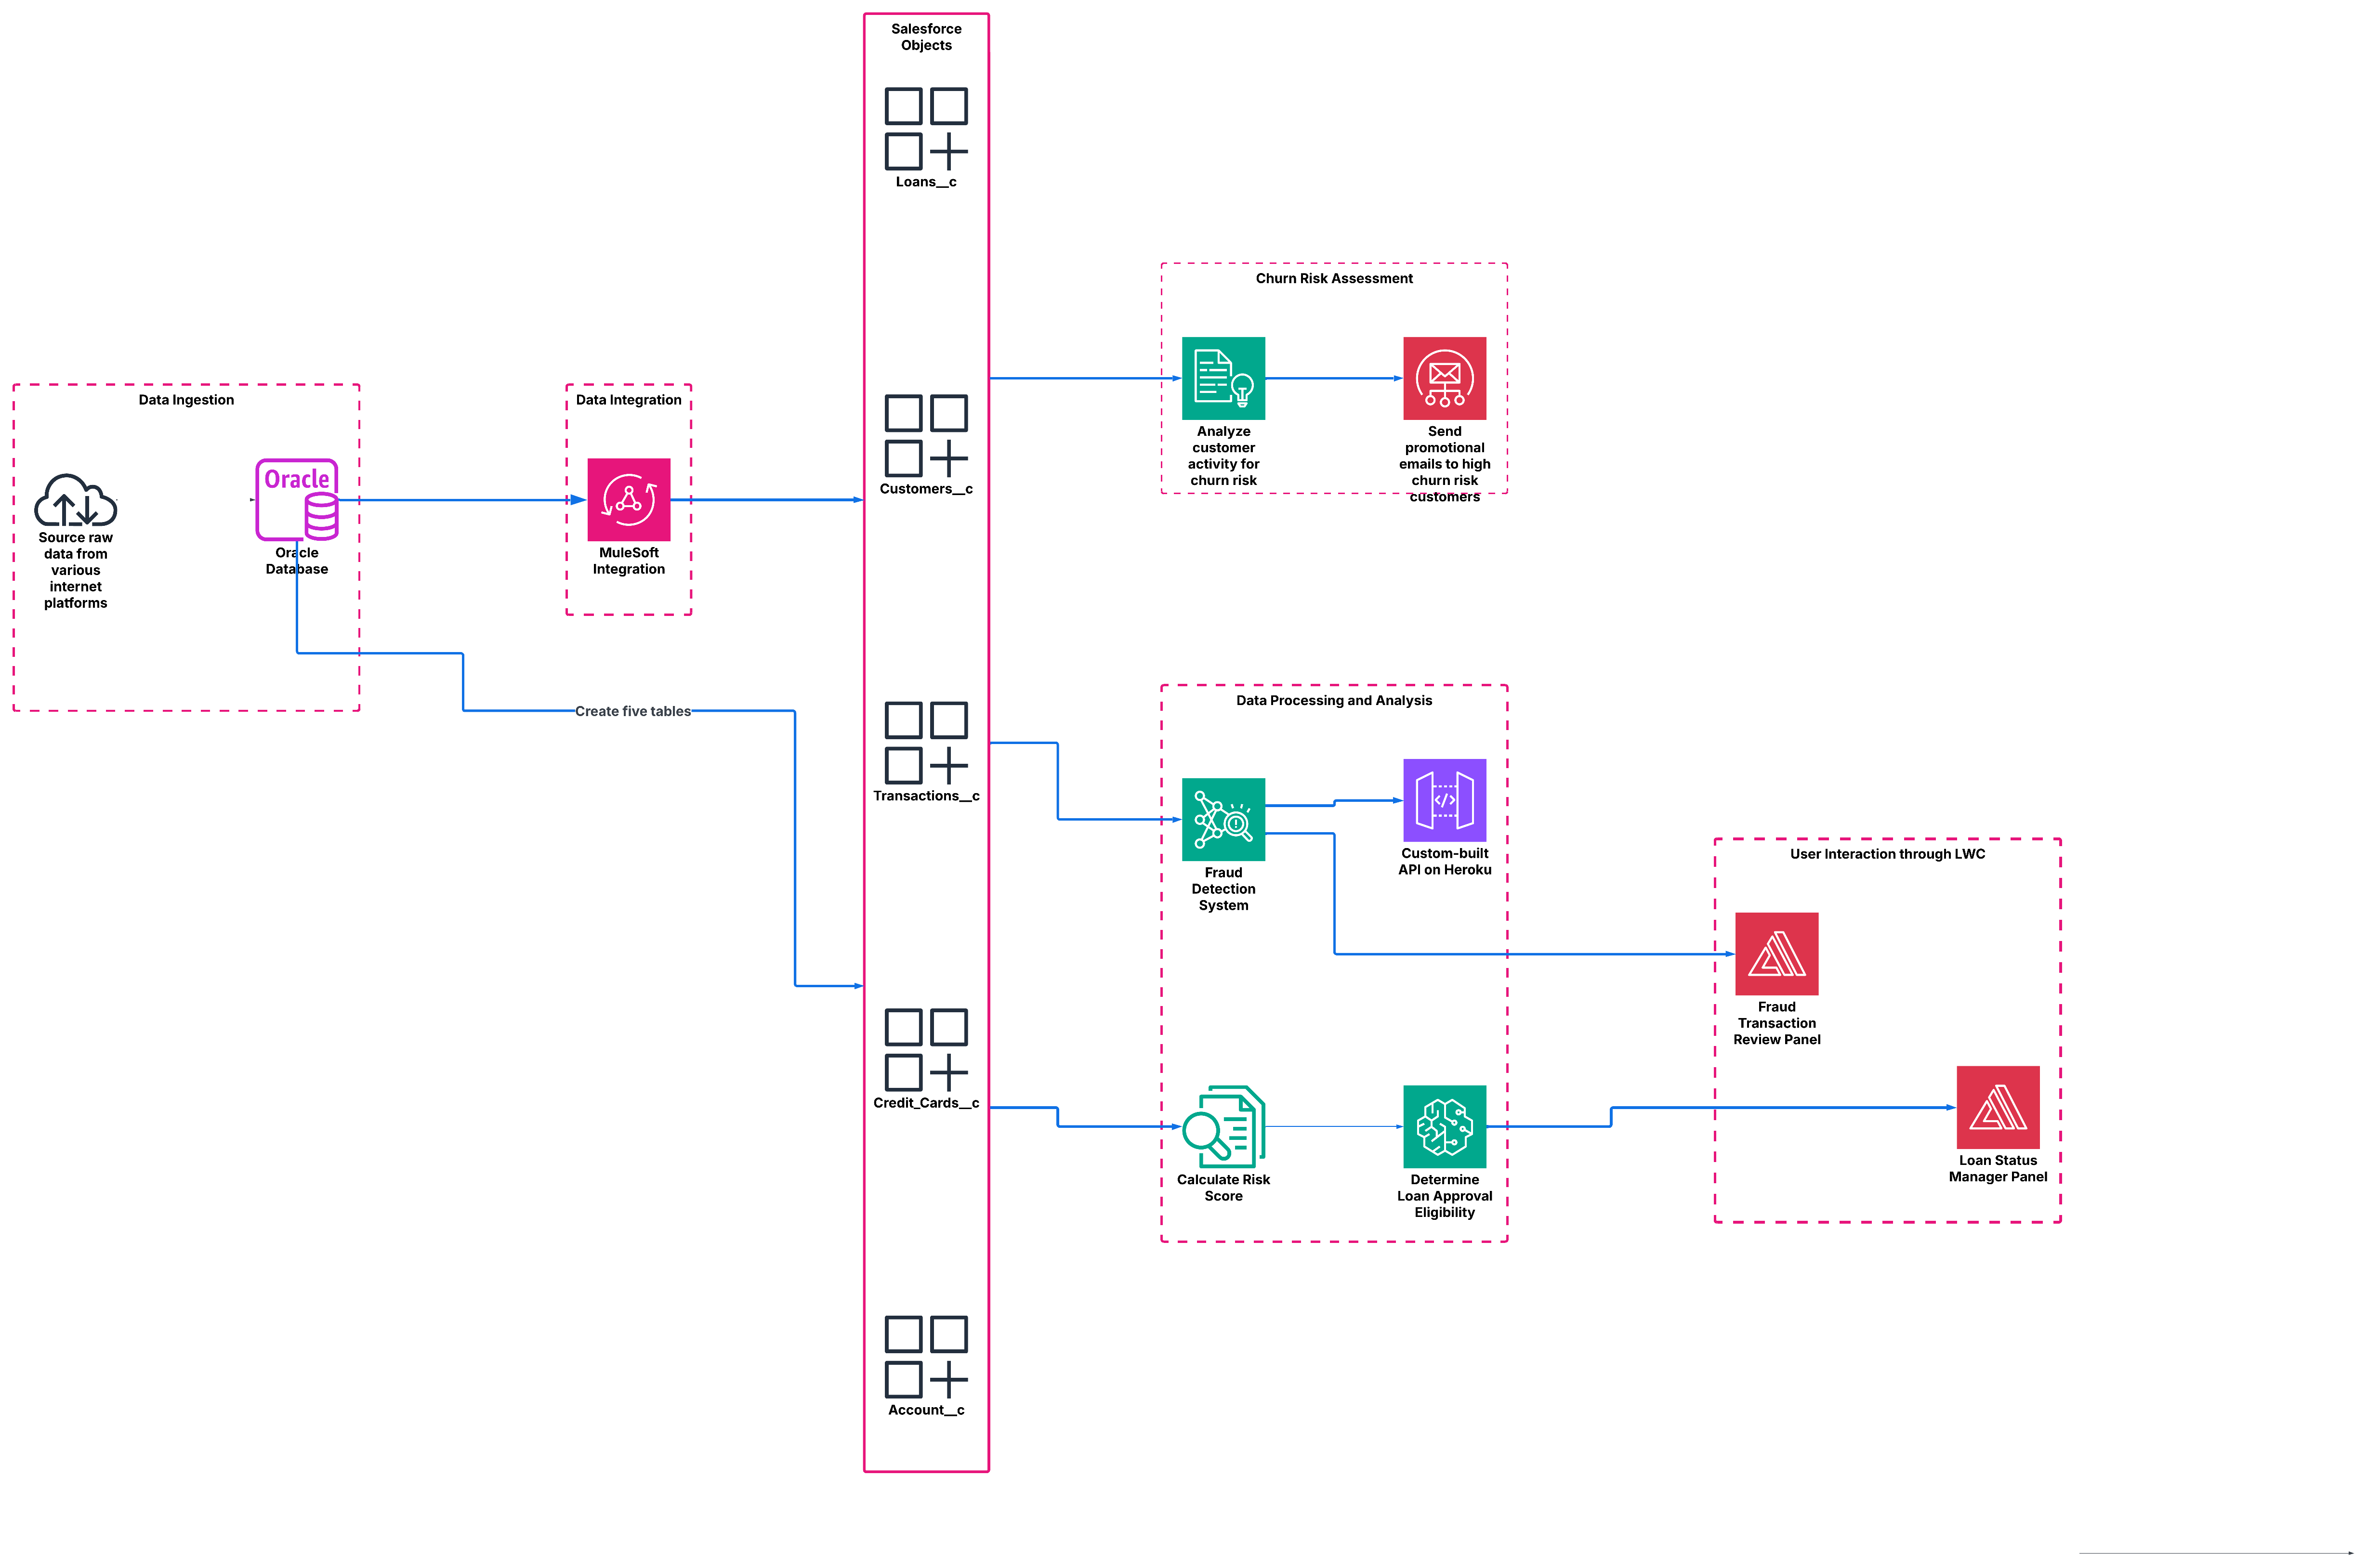 Salesforce
Objects
Loans__c
Customers__c
Transactions__c
Credit_Cards__c
Account__c
Data Ingestion
Source raw
data from
various
internet
platforms
Oracle
Oracle
Database
Data Integration
MuleSoft
Integration
Create five tables
Churn Risk Assessment
Analyze
customer
activity for
churn risk
Send
promotional
emails to high
churn risk
customers
Data Processing and Analysis
Fraud
Detection
System
Custom-built
API on Heroku
Calculate Risk
Score
Determine
Loan Approval
Eligibility
User Interaction through LWC
Fraud
Transaction
Review Panel
Loan Status
Manager Panel